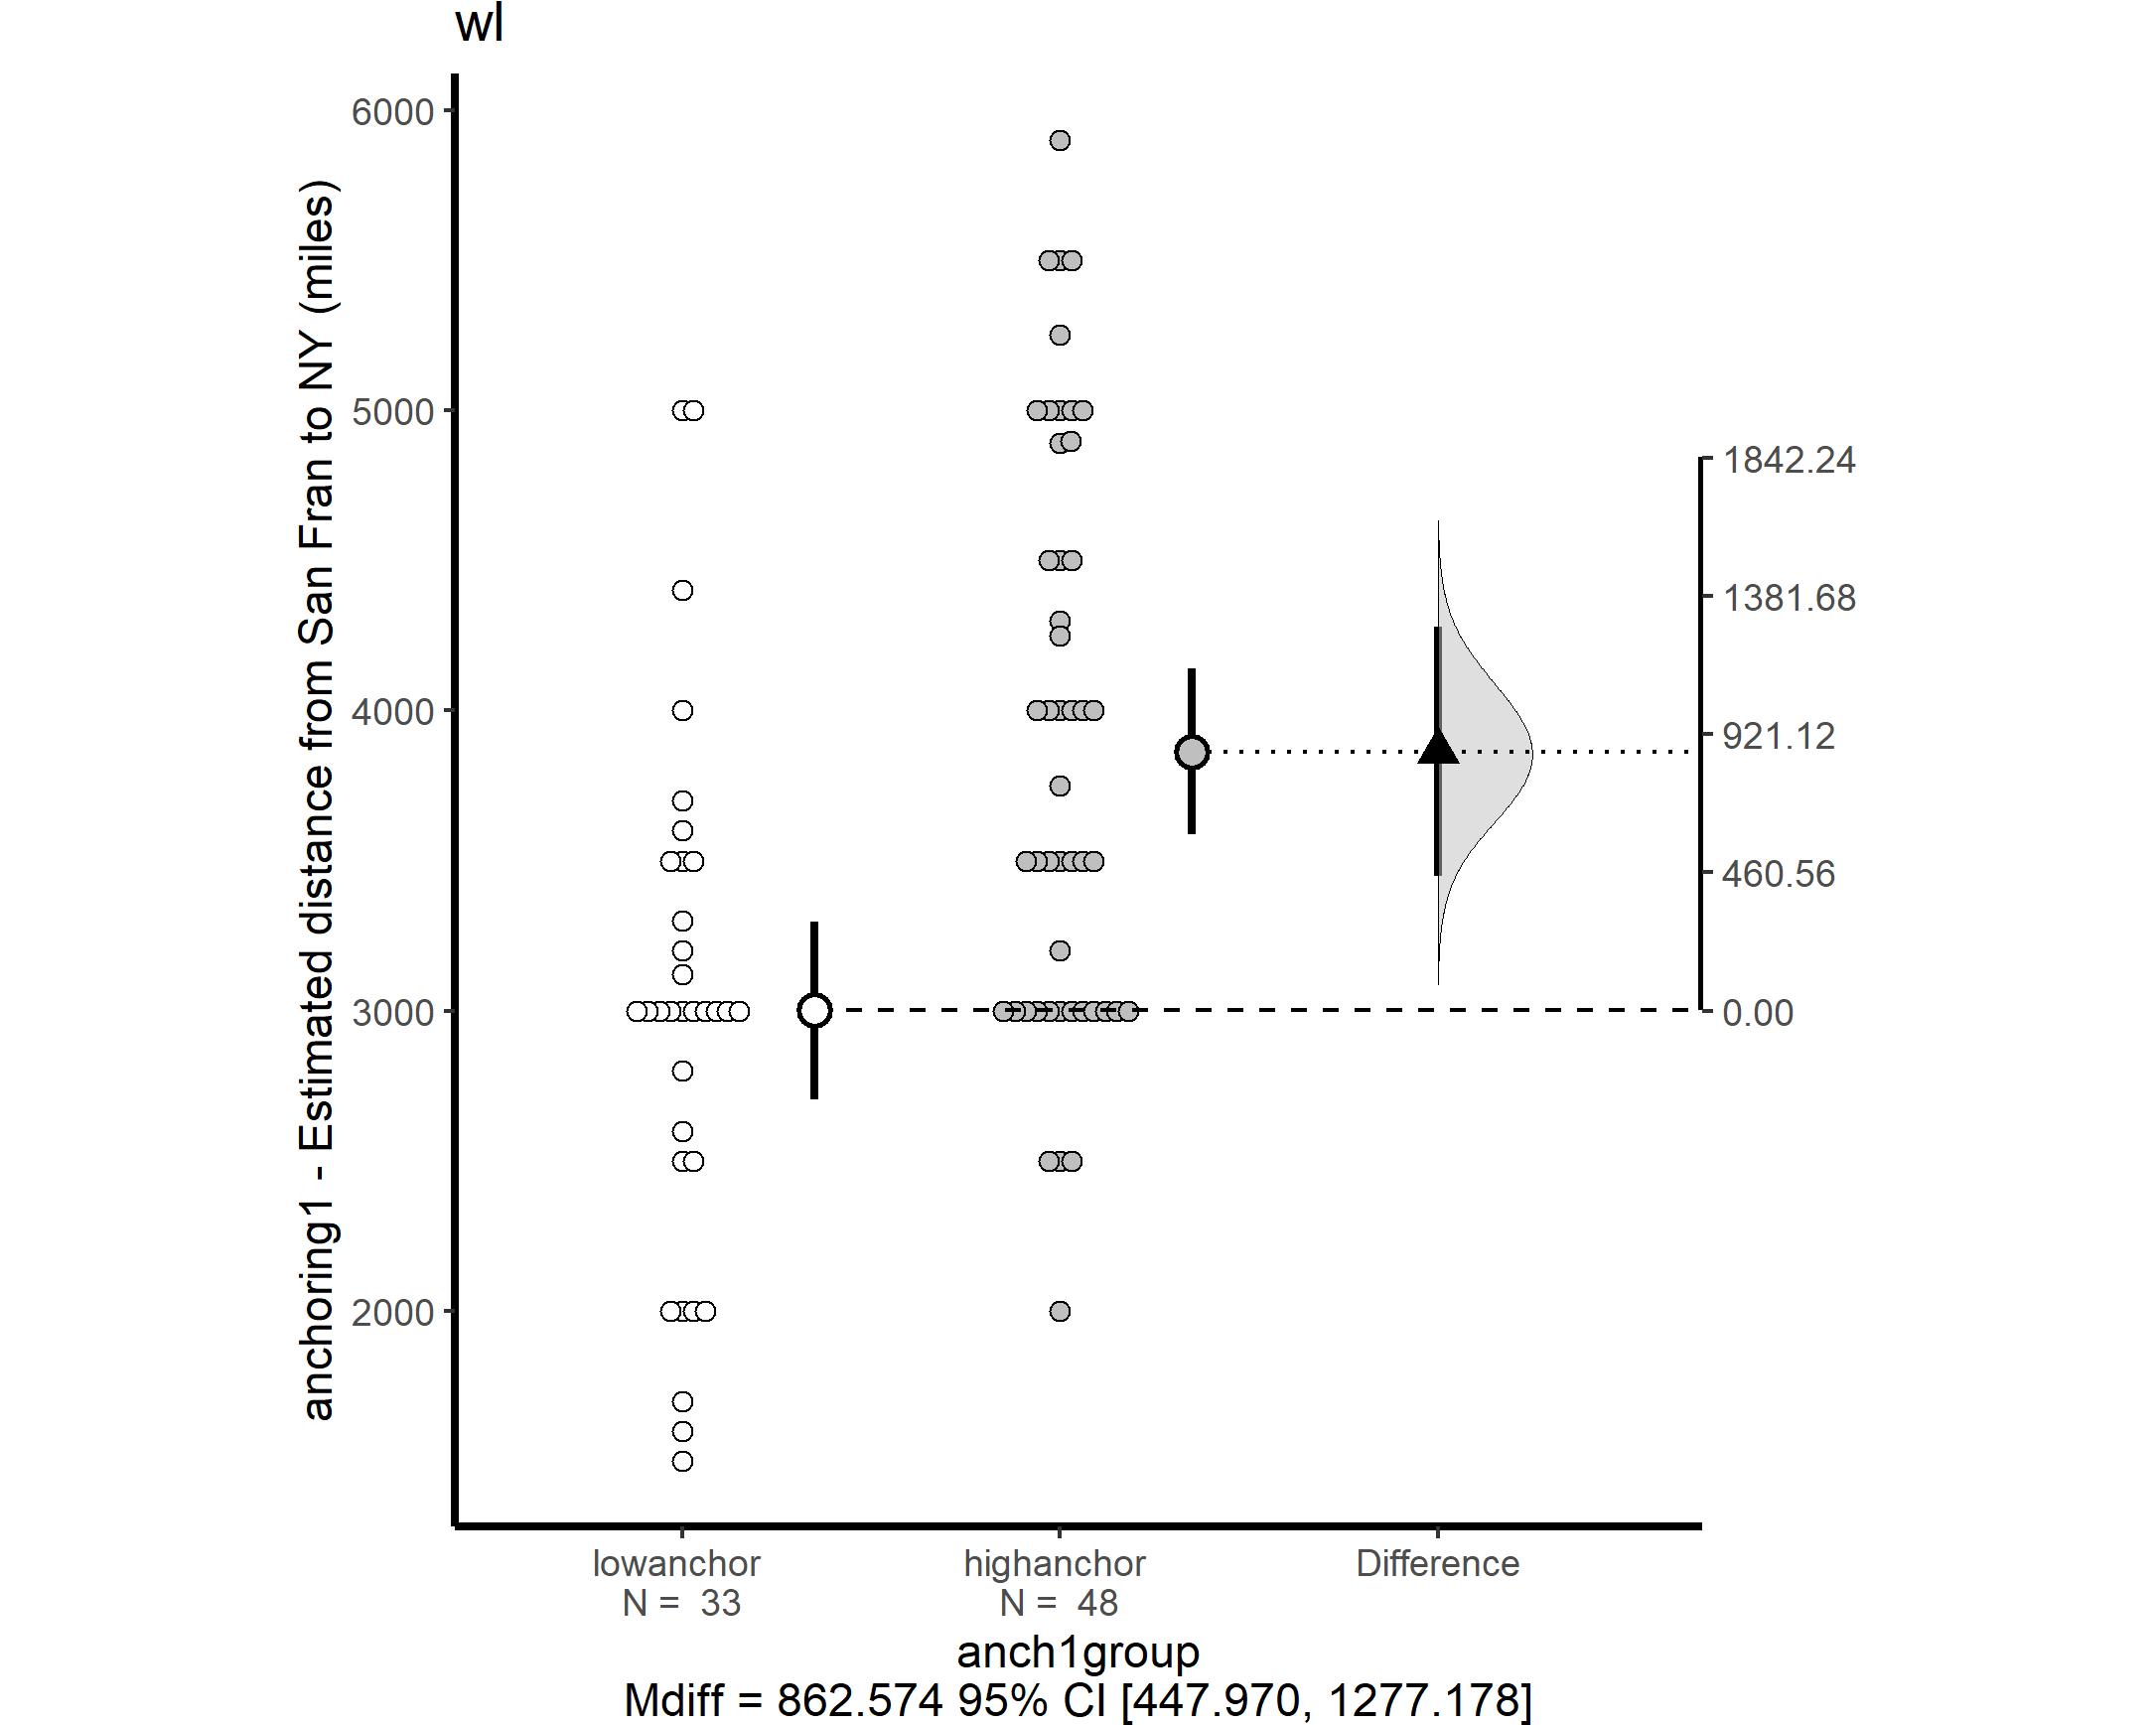 wl
anchoring1 - Estimated distance from San Fran to NY (miles)
6000
5000
4000
3000
2000
1842.24
1381.68
921.12
460.56
0.00
lowanchor
N =  33
highanchor
N =  48
Difference
anch1group
Mdiff = 862.574 95% CI [447.970, 1277.178]